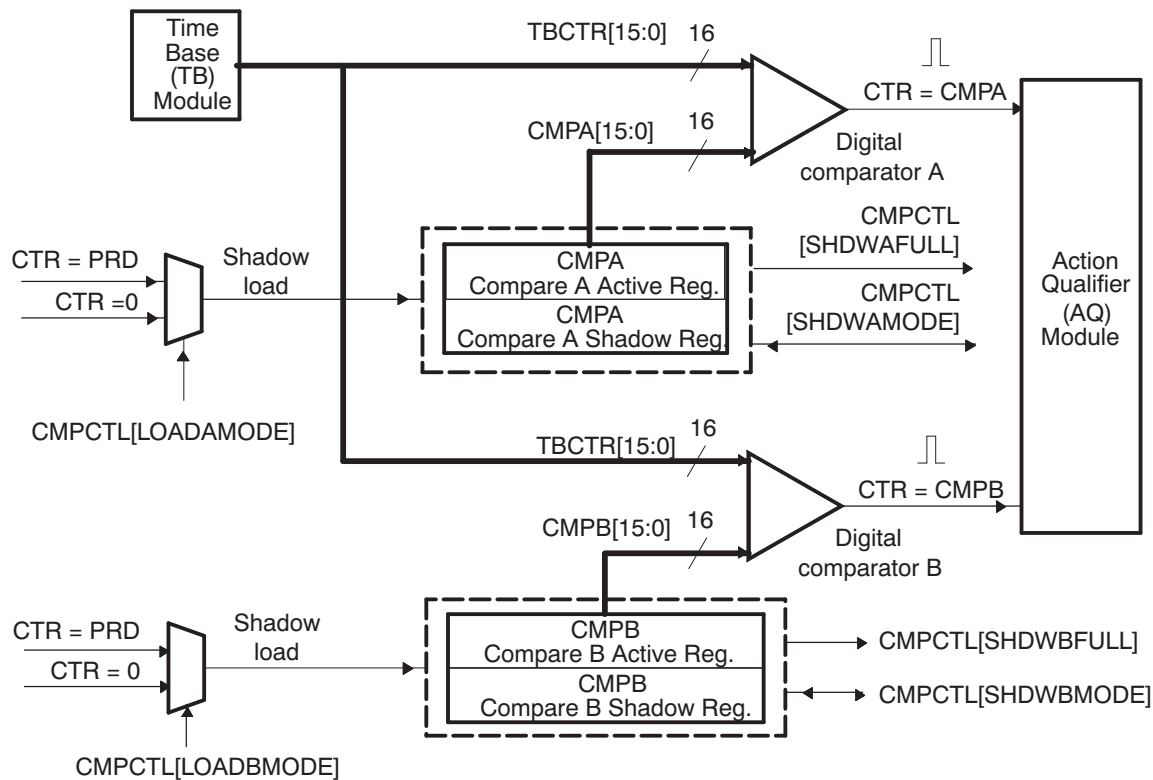 Time
Base
(TB)
Module
TBCTR[15:0]
16
CTR = CMPA
CMPA[15:0]
16
Digital
comparator A
CTR = PRD
CTR =0
Shadow
load
CMPA
Compare A Active Reg.
CMPA
Compare A Shadow Reg.
CMPCTL
[SHDWAFULL]
CMPCTL
[SHDWAMODE]
Action
Qualifier
(AQ)
Module
CMPCTL[LOADAMODE]
TBCTR[15:0]
16
CTR = CMPB
CMPB[15:0]
16
Digital
comparator B
CTR = PRD
CTR = 0
Shadow
load
CMPB
Compare B Active Reg.
CMPB
Compare B Shadow Reg.
CMPCTL[SHDWBFULL]
CMPCTL[SHDWBMODE]
CMPCTL[LOADBMODE]